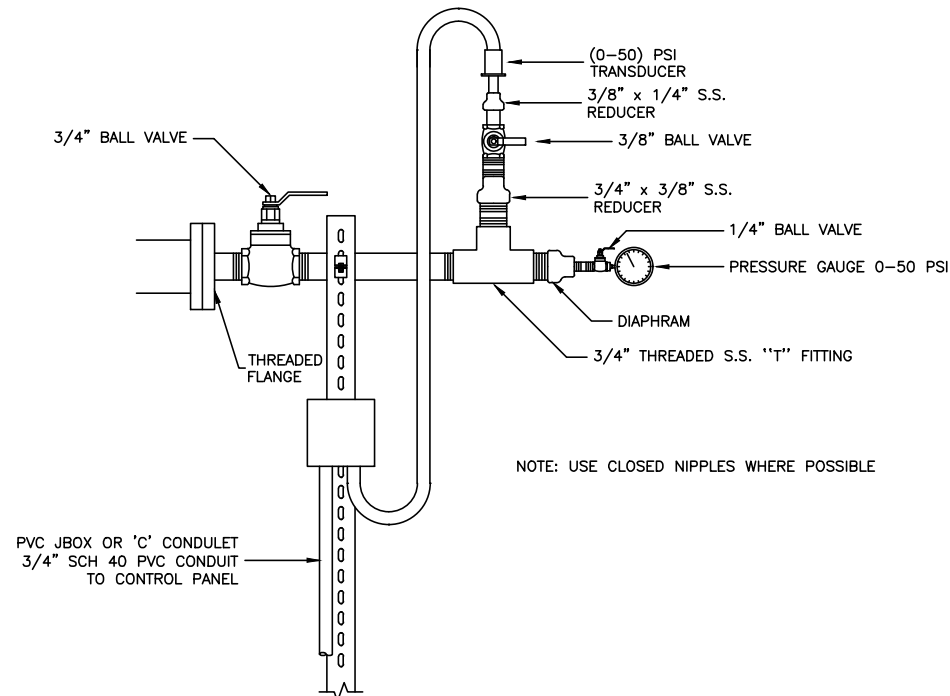 (0-50) PSI
TRANSDUCER
3/8" x 1/4" S.S.
REDUCER
3/4" BALL VALVE
3/8" BALL VALVE
3/4" x 3/8" S.S.
REDUCER
1/4" BALL VALVE
PRESSURE GAUGE 0-50 PSI
DIAPHRAM
3/4" THREADED S.S. "T" FITTING
THREADED
FLANGE
NOTE: USE CLOSED NIPPLES WHERE POSSIBLE
PVC JBOX OR 'C' CONDULET
3/4" SCH 40 PVC CONDUIT
TO CONTROL PANEL